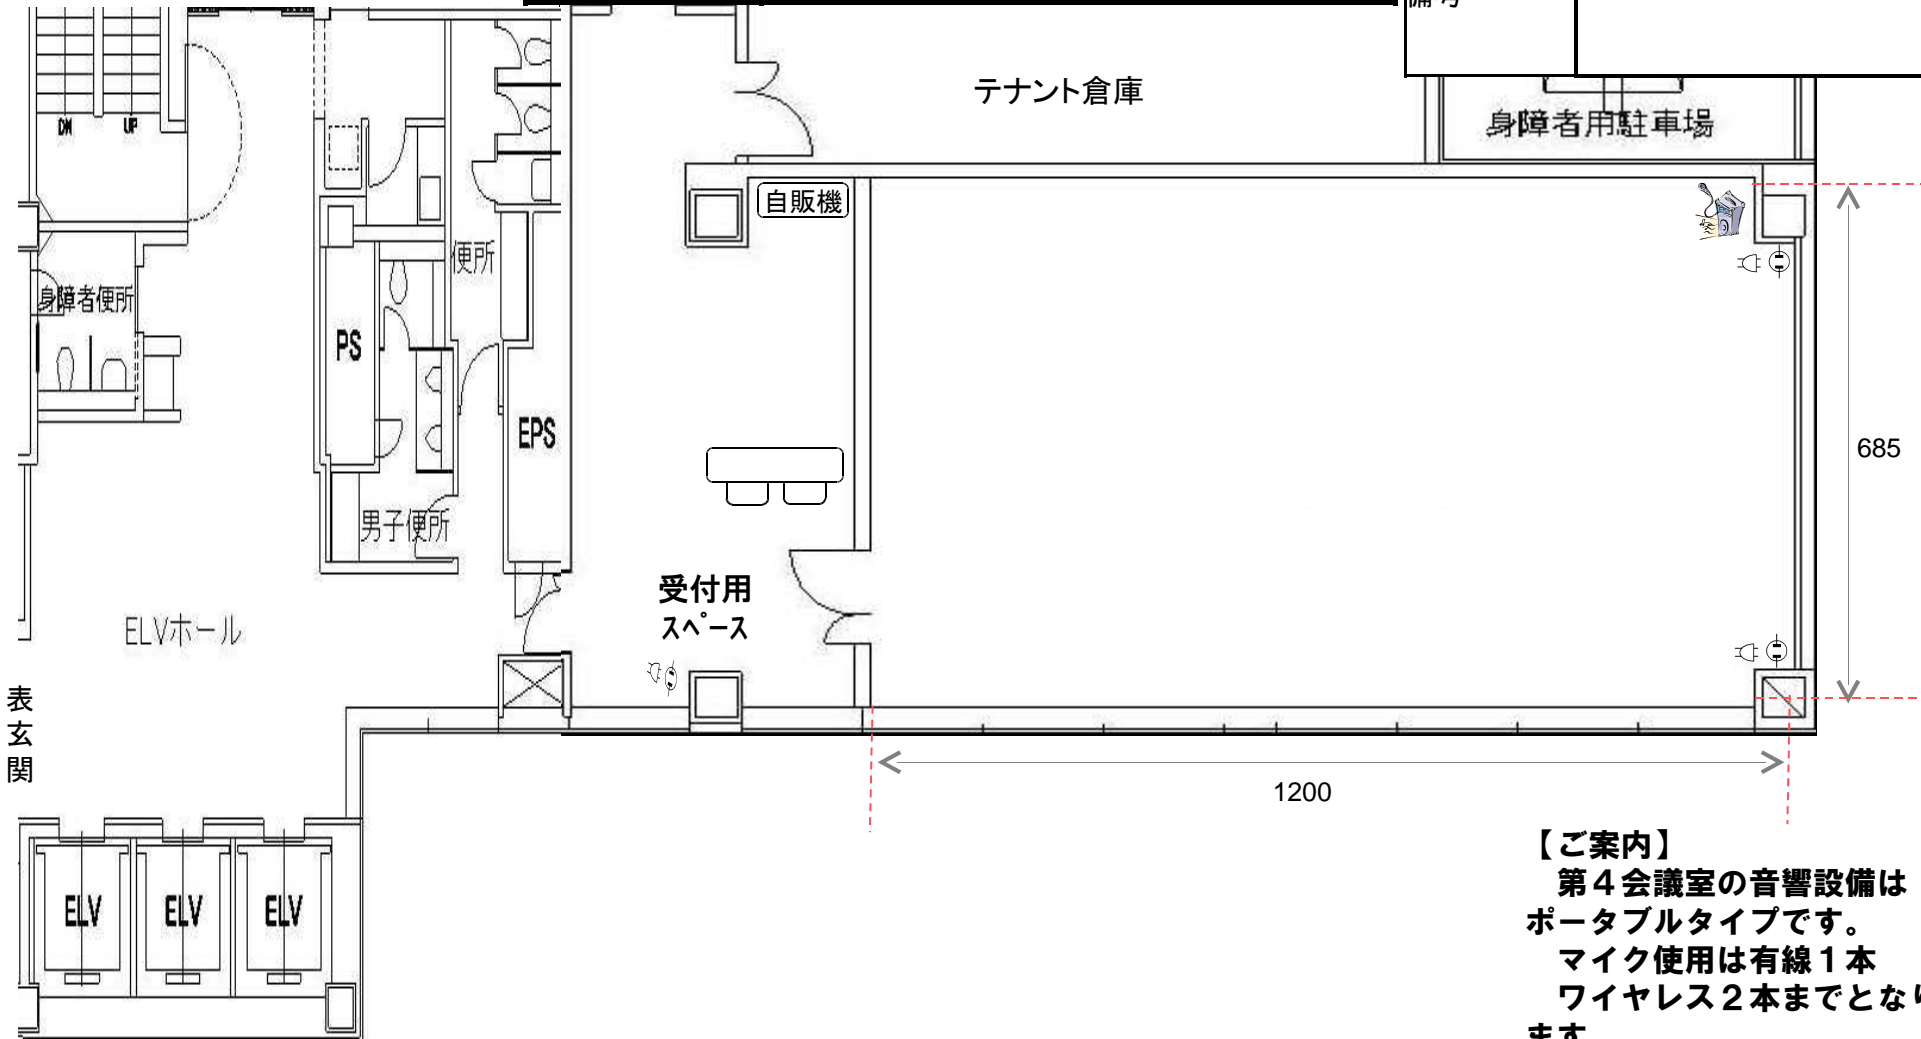 備考
テナント倉庫
身障者用駐車場
DN
UP
自販機
便所
身障者便所
PS
EPS
685
男子便所
受付用
スペース
ELVホール
表玄関
1200
ELV
ELV
ELV
【ご案内】
第４会議室の音響設備は
ポータブルタイプです。
マイク使用は有線１本
ワイヤレス２本までとなり
ます